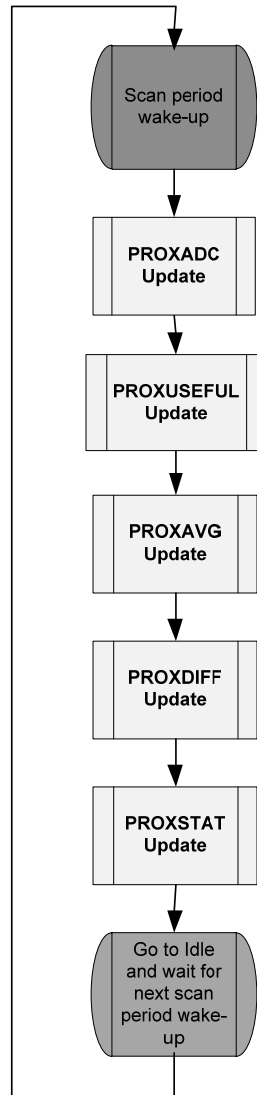 Scan period
wake-up
PROXADC
Update
PROXUSEFUL
Update
PROXAVG
Update
PROXDIFF
Update
PROXSTAT
Update
Go to Idle
and wait for
next scan
period wake-
up